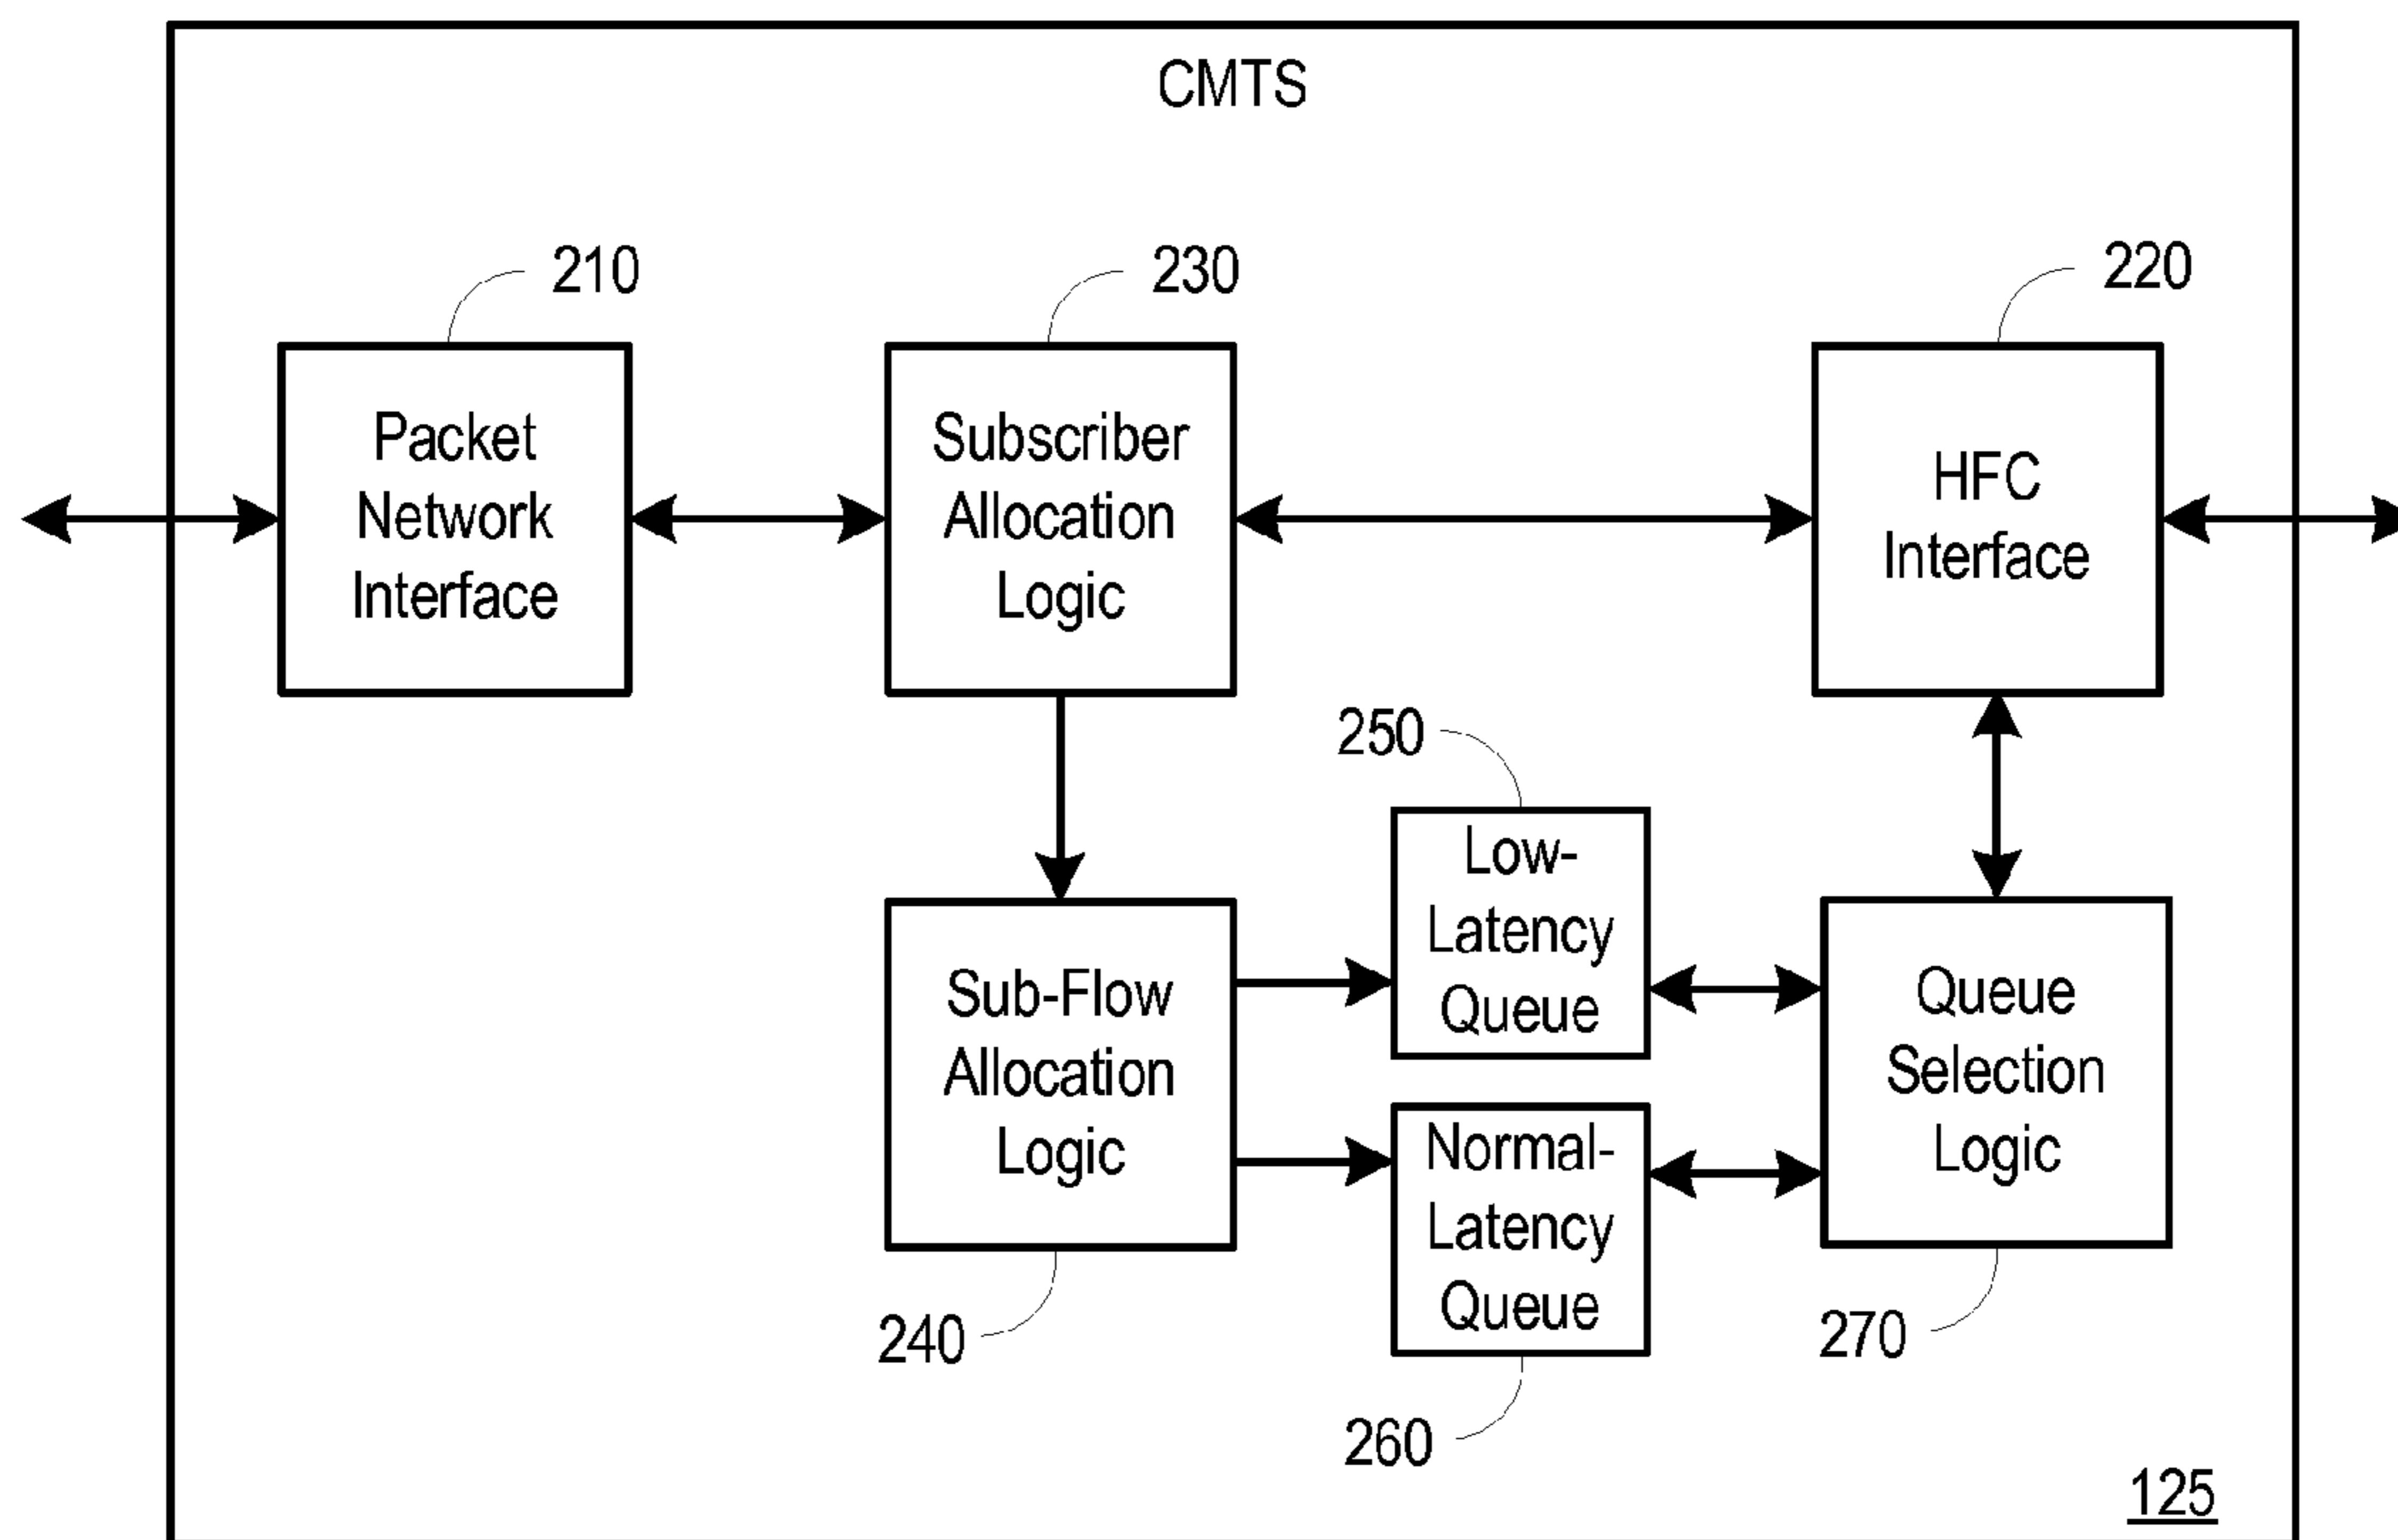 CMTS
210
230
220
Packet
Network
Interface
Subscriber
Allocation
Logic
HFC
Interface
250
Low-
Latency
Queue
Sub-Flow
Allocation
Logic
Queue
Selection
Logic
Normal-
Latency
Queue
240
260
270
125